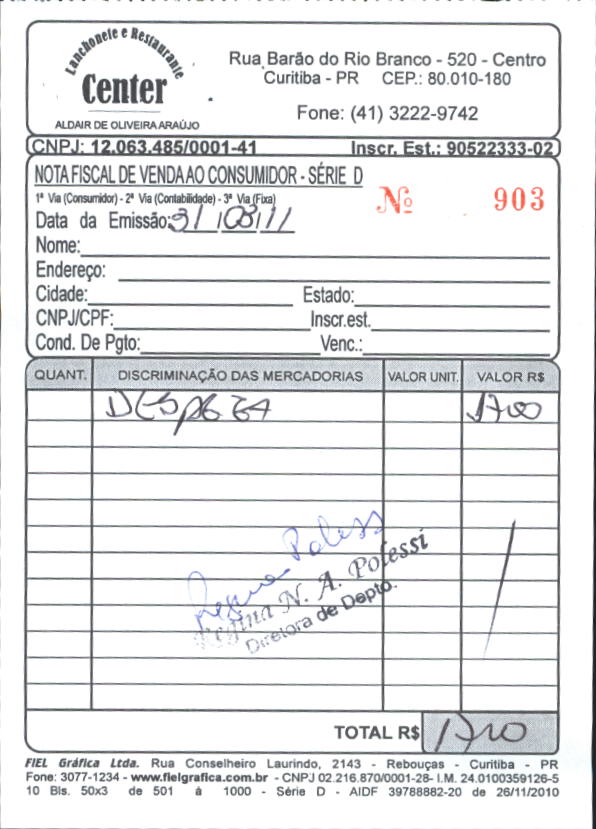 Lanchonete e Restaurante
Center
ALDAIR DE OLIVEIRA ARAÚJO
Rua Barão do Rio Branco - 520 - Centro
Curitiba - PR CEP.: 80.010-180
Fone: (41) 3222-9742
CNPJ: 12.063.485/0001-41 Inscr. Est.: 90522333-02
NOTA FISCAL DE VENDA AO CONSUMIDOR - SÉRIE D
1ª Via (Consumidor) - 2ª Via (Contabilidade) - 3ª Via (Fixa)
Nº 903
Data da Emissão: 31/03/11
Nome:
Endereço:
Cidade: Estado:
CNPJ/CPF: Inscr.est.
Cond. De Pgto: Venc.:
QUANT. DISCRIMINAÇÃO DAS MERCADORIAS VALOR UNIT. VALOR R$
1700
Regina N. A. Polessi
Diretora de Depto.
TOTAL R$ 1700
FIEL Gráfica Ltda. Rua Conselheiro Laurindo, 2143 - Rebouças - Curitiba - PR
Fone: 3077-1234 - www.fielgrafica.com.br - CNPJ 02.216.870/0001-28- I.M. 24.0100359126-5
10 Bls. 50x3 de 501 à 1000 - Série D - AIDF 39788882-20 de 26/11/2010